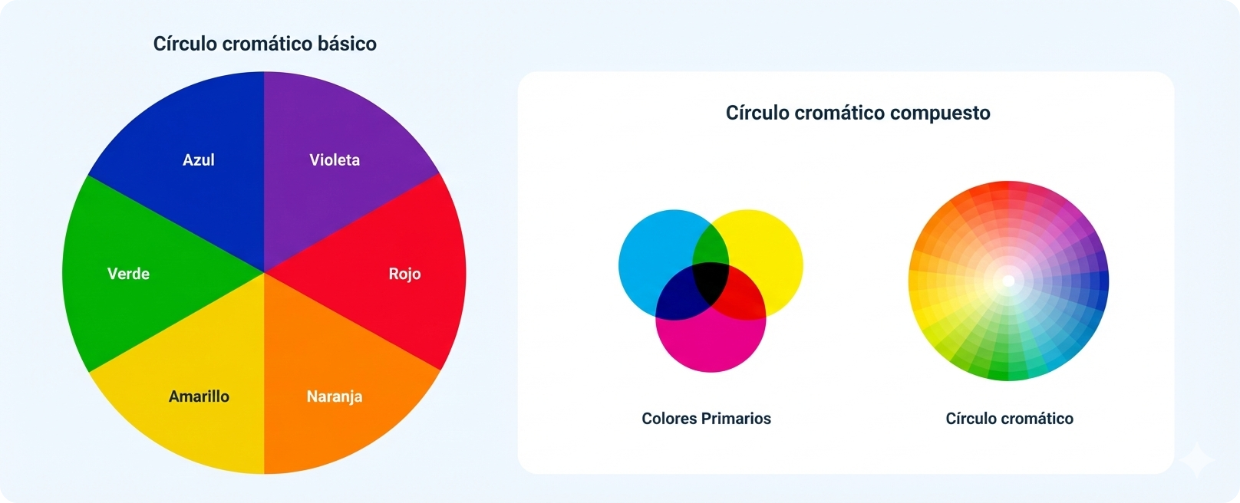 Círculo cromático básico
Azul
Violeta
Verde
Rojo
Amarillo
Naranja
Círculo cromático compuesto
Colores Primarios
Círculo cromático